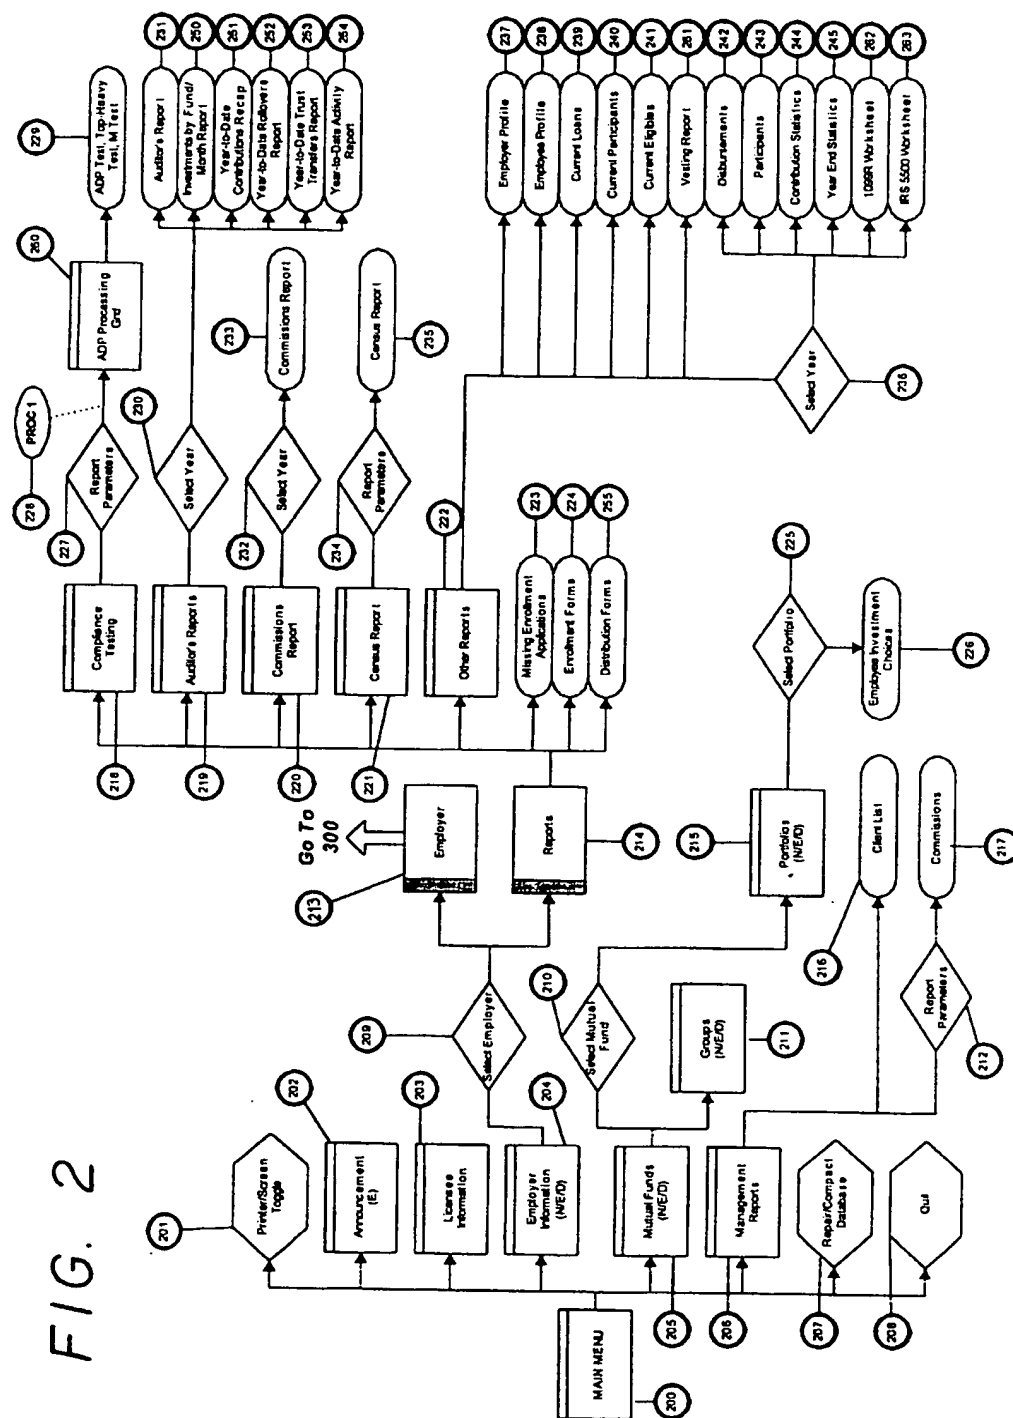 FIG. 2
MAIN MENU
200
Printer/Screen
Toggle
201
Announcement
(E)
202
Licensee
Information
203
Employer
Information
(N/E/D)
204
Mutual Funds
(N/E/D)
205
Management
Reports
206
Repair/Compact
Database
207
Quit
208
Select Employer
209
Select Mutual
Fund
210
Groups
(N/E/D)
211
Report
Parameters
212
Go To
300
Employer
213
Reports
214
Portfolios
(N/E/D)
215
Client List
216
Commissions
217
Compliance
Testing
218
Auditor's Reports
219
Commissions
Report
220
Census Report
221
Other Reports
222
Missing Enrollment
Applications
223
Enrollment Forms
224
Distribution Forms
255
Select Portfolio
225
Employee Investment
Choices
226
Report
Parameters
227
PROC 1
228
ADP Processing
Grid
260
ADP Test, Top-Heavy
Test, M Test
229
Select Year
230
Auditor's Report
231
Investments by Fund/
Month Report
250
Year-to-Date
Contributions Recap
251
Year-to-Date Rollovers
Report
252
Year-to-Date Trust
Transfers Report
253
Year-to-Date Activity
Report
254
Select Year
232
Commissions Report
233
Report
Parameters
234
Census Report
235
Select Year
236
Employer Profile
237
Employee Profile
238
Current Loans
239
Current Participants
240
Current Eligibles
241
Vesting Report
261
Disbursements
242
Participants
243
Contribution Statistics
244
Year End Statistics
245
1099R Worksheet
262
IRS 5500 Worksheet
263